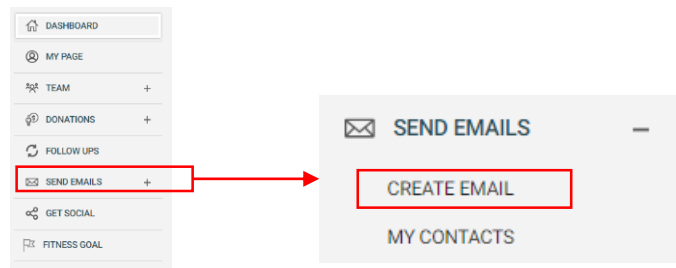 DASHBOARD
MY PAGE
TEAM +
DONATIONS +
FOLLOW UPS
SEND EMAILS +
GET SOCIAL
FITNESS GOAL
SEND EMAILS –
CREATE EMAIL
MY CONTACTS